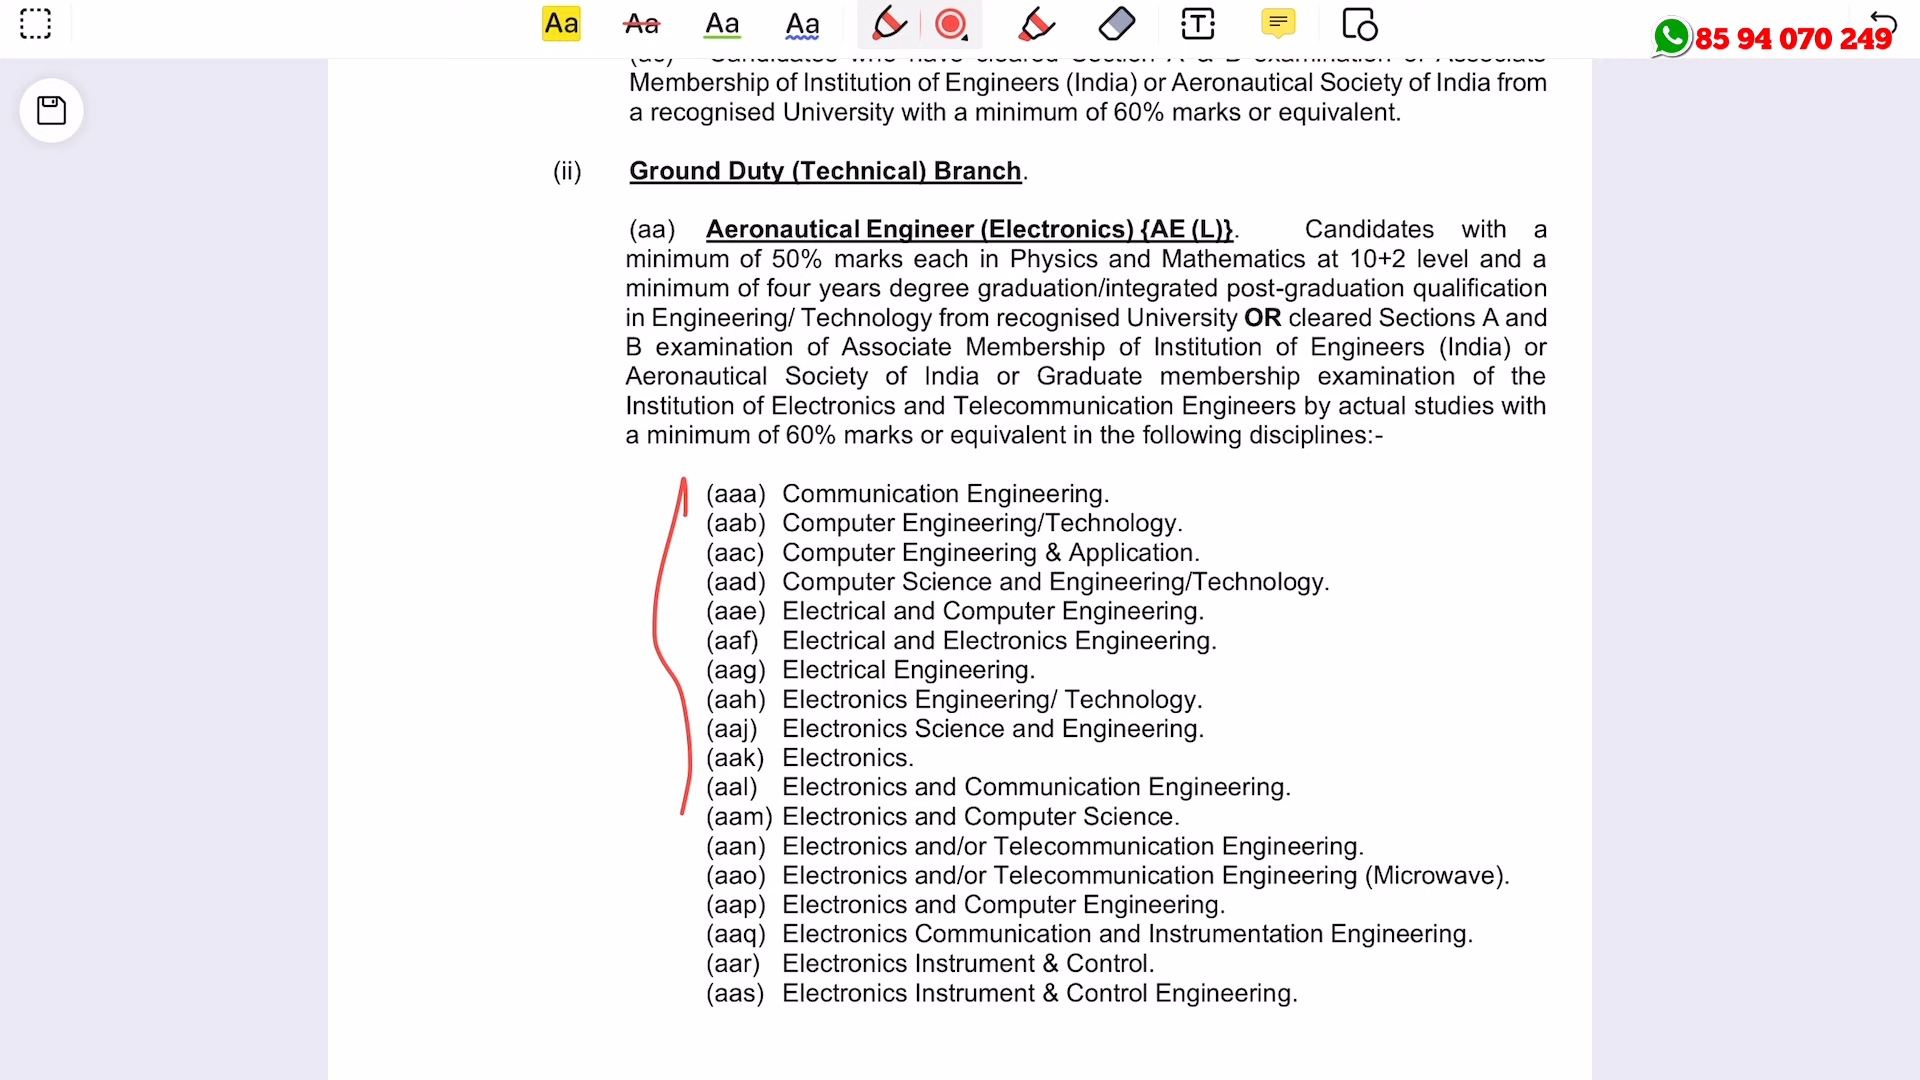 Aa Aa Aa Aa
85 94 070 249
Membership of Institution of Engineers (India) or Aeronautical Society of India from
a recognised University with a minimum of 60% marks or equivalent.
(ii) Ground Duty (Technical) Branch.
(aa) Aeronautical Engineer (Electronics) {AE (L)}. Candidates with a
minimum of 50% marks each in Physics and Mathematics at 10+2 level and a
minimum of four years degree graduation/integrated post-graduation qualification
in Engineering/ Technology from recognised University OR cleared Sections A and
B examination of Associate Membership of Institution of Engineers (India) or
Aeronautical Society of India or Graduate membership examination of the
Institution of Electronics and Telecommunication Engineers by actual studies with
a minimum of 60% marks or equivalent in the following disciplines:-
(aaa) Communication Engineering.
(aab) Computer Engineering/Technology.
(aac) Computer Engineering & Application.
(aad) Computer Science and Engineering/Technology.
(aae) Electrical and Computer Engineering.
(aaf) Electrical and Electronics Engineering.
(aag) Electrical Engineering.
(aah) Electronics Engineering/ Technology.
(aaj) Electronics Science and Engineering.
(aak) Electronics.
(aal) Electronics and Communication Engineering.
(aam) Electronics and Computer Science.
(aan) Electronics and/or Telecommunication Engineering.
(aao) Electronics and/or Telecommunication Engineering (Microwave).
(aap) Electronics and Computer Engineering.
(aaq) Electronics Communication and Instrumentation Engineering.
(aar) Electronics Instrument & Control.
(aas) Electronics Instrument & Control Engineering.